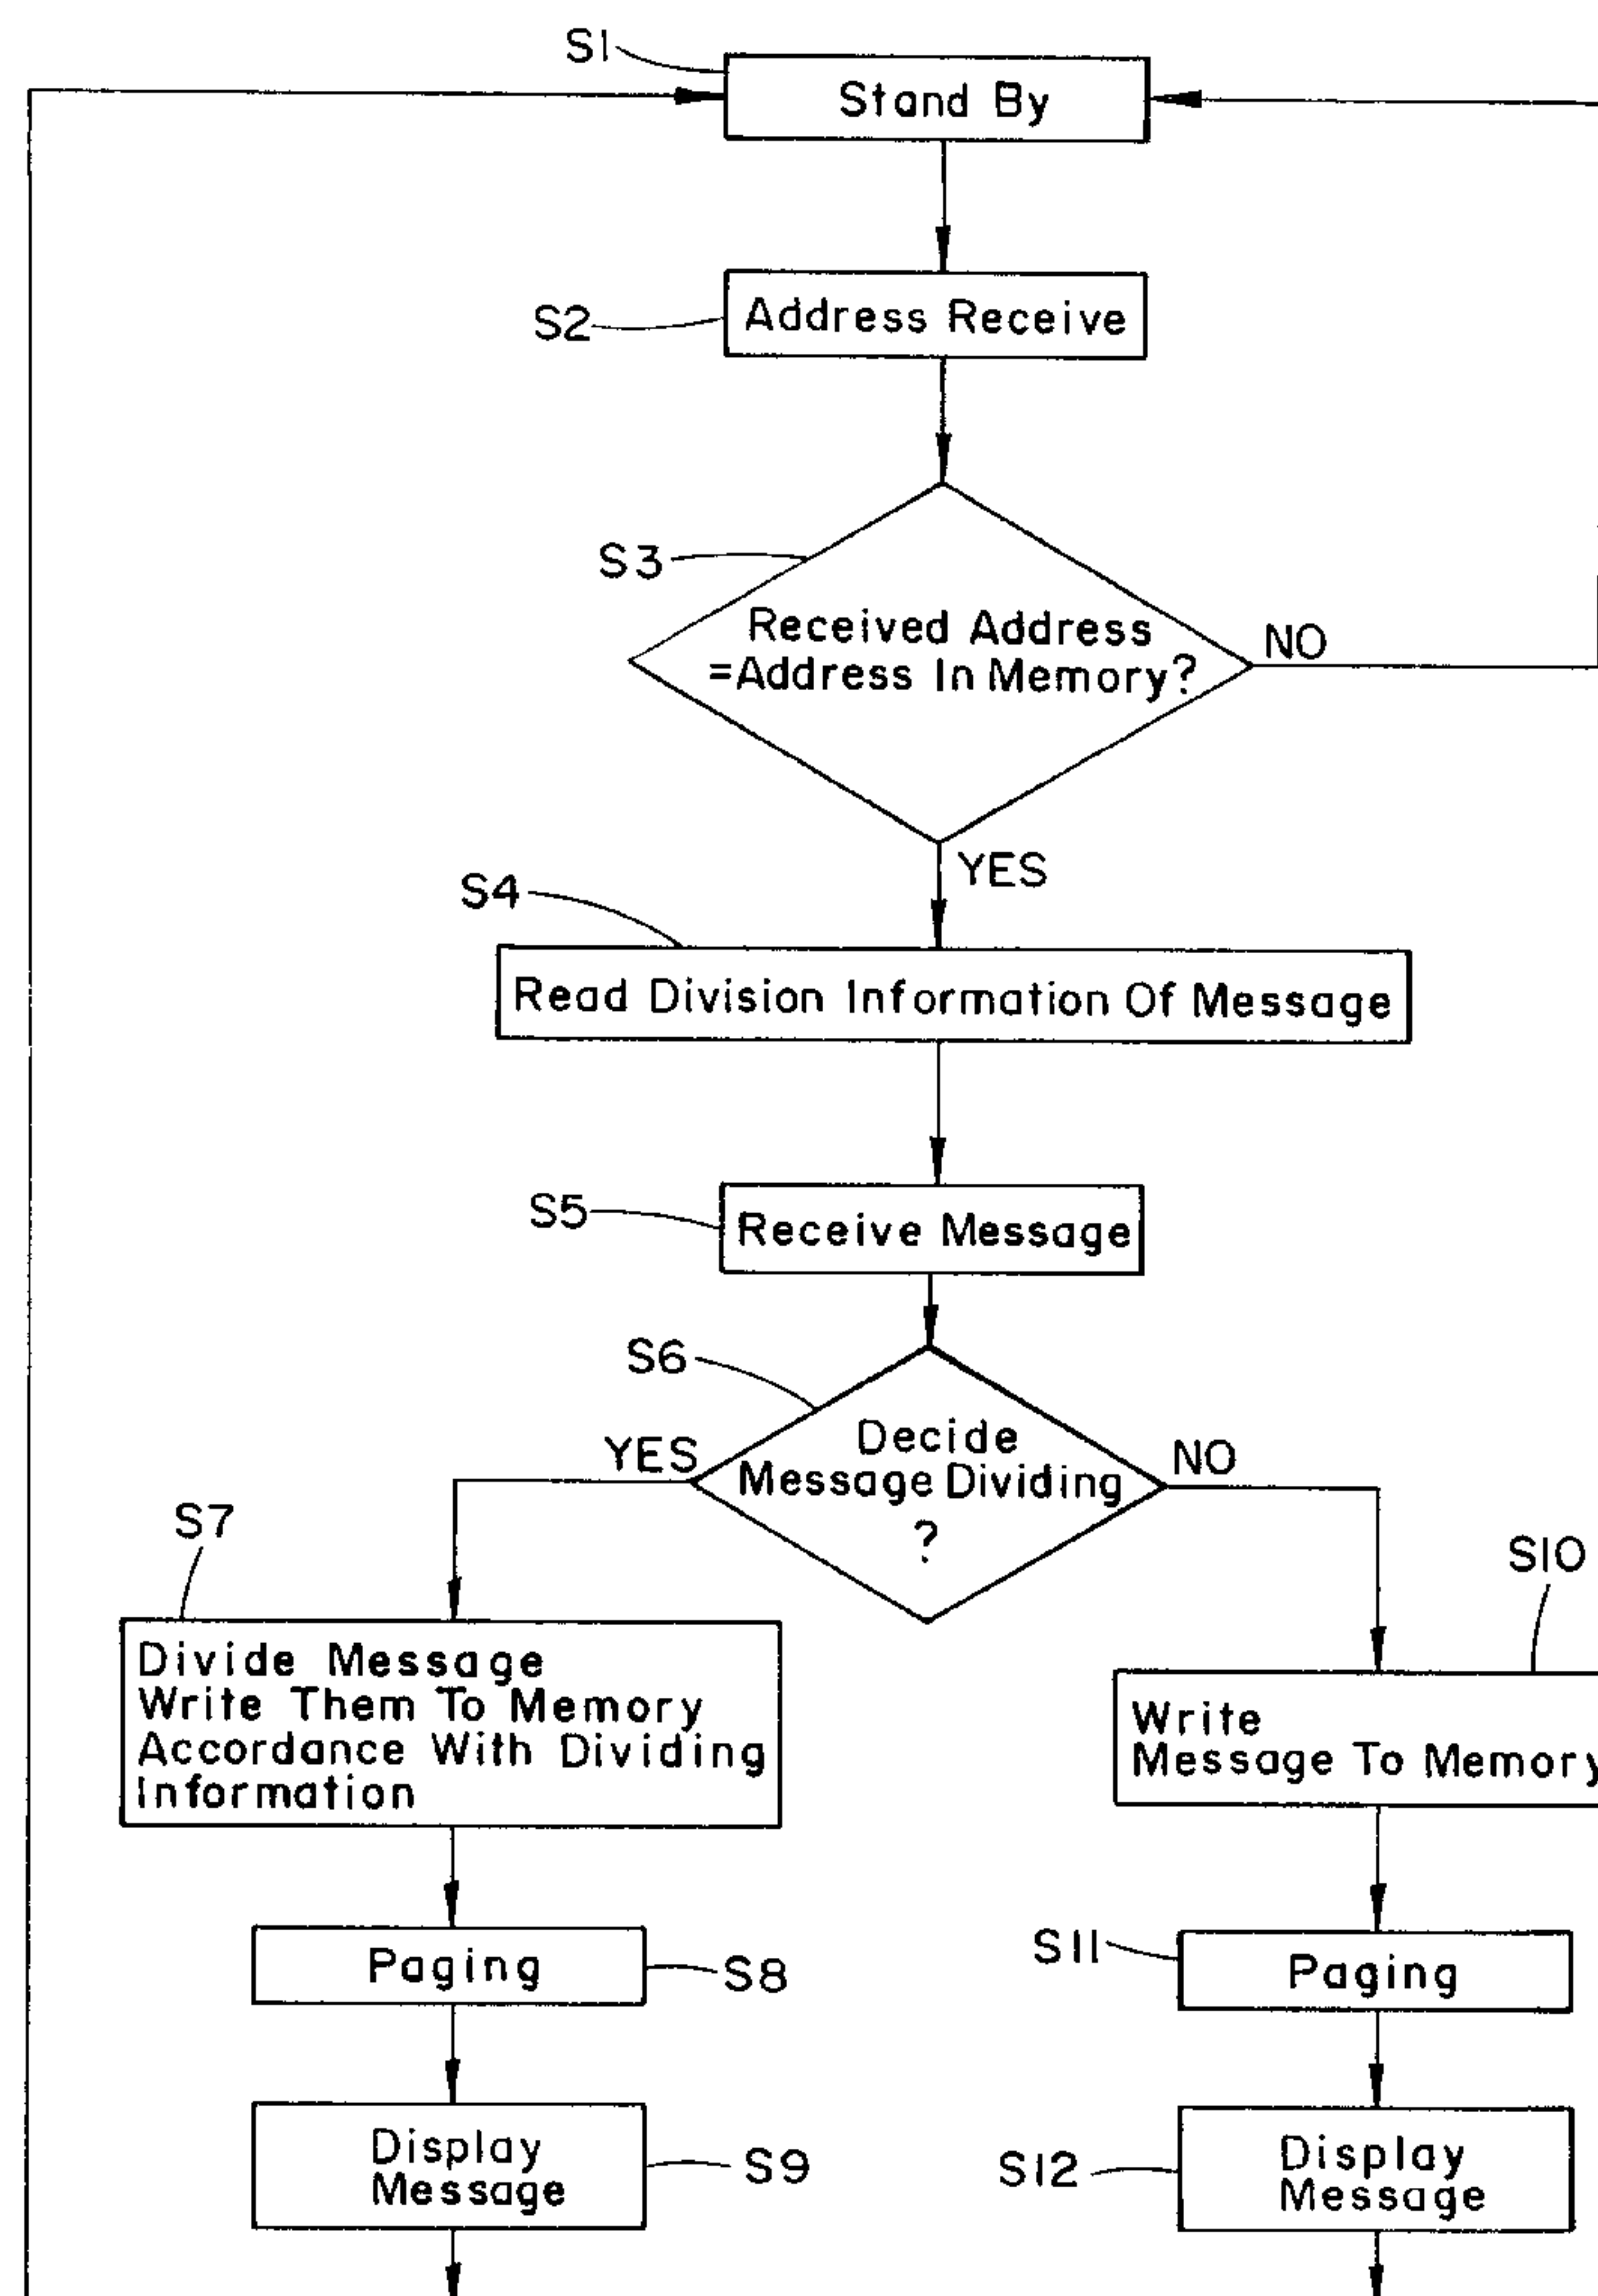 S1
Stand By
S2
Address Receive
S3
Received Address
=Address In Memory?
NO
YES
S4
Read Division Information Of Message
S5
Receive Message
S6
Decide
Message Dividing
?
YES
NO
S7
Divide Message
Write Them To Memory
Accordance With Dividing
Information
S10
Write
Message To Memory
Paging
S8
S11
Paging
Display
Message
S9
S12
Display
Message